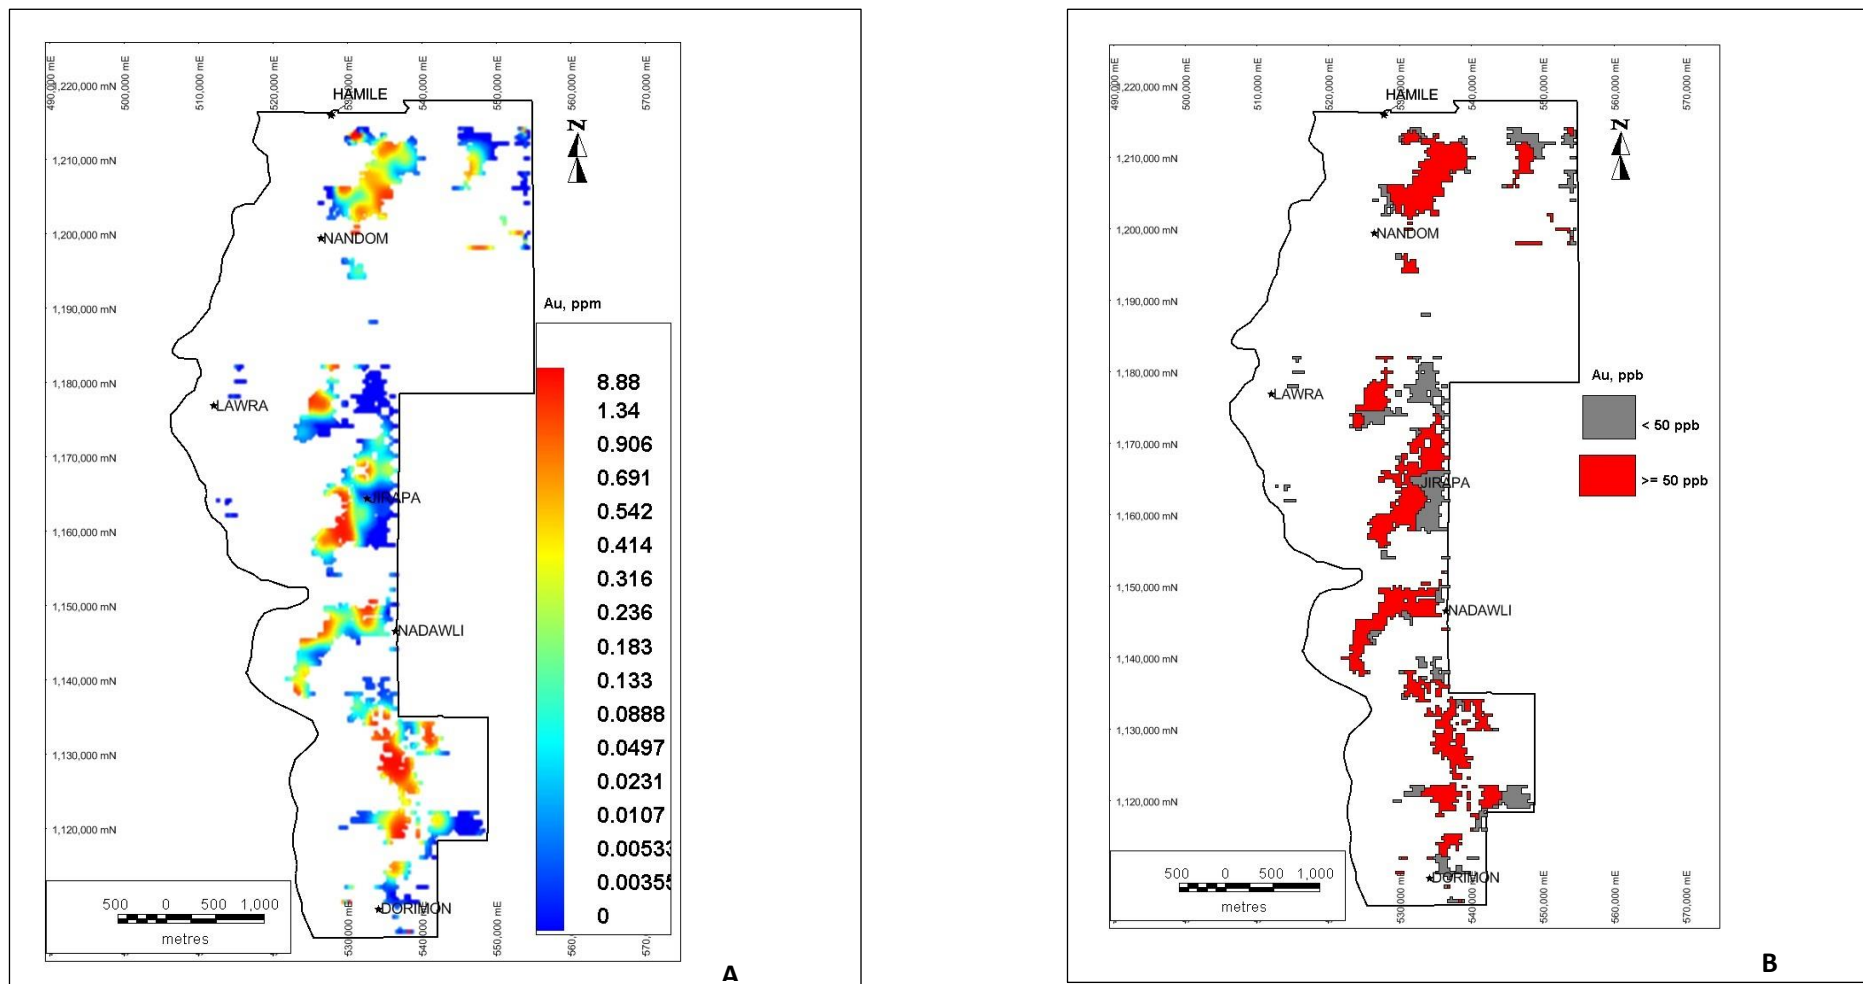 490,000 mE
500,000 mE
510,000 mE
520,000 mE
530,000 mE
540,000 mE
550,000 mE
560,000 mE
570,000 mE
1,220,000 mN
HAMILE
N
1,210,000 mN
1,200,000 mN
NANDOM
1,190,000 mN
Au, ppm
1,180,000 mN
LAWRA
1,170,000 mN
JIRAPA
1,160,000 mN
1,150,000 mN
NADAWLI
1,140,000 mN
1,130,000 mN
1,120,000 mN
8.88
1.34
0.906
0.691
0.542
0.414
0.316
0.236
0.183
0.133
0.0888
0.0497
0.0231
0.0107
0.00533
0.00355
0
500 0 500 1,000
metres
DORIMON
530,000 mE
540,000 mE
550,000 mE
560,
570,
A
490,000 mE
500,000 mE
510,000 mE
520,000 mE
530,000 mE
540,000 mE
550,000 mE
560,000 mE
570,000 mE
1,220,000 mN
HAMILE
N
1,210,000 mN
1,200,000 mN
NANDOM
1,190,000 mN
1,180,000 mN
LAWRA
Au, ppb
< 50 ppb
>= 50 ppb
1,170,000 mN
JIRAPA
1,160,000 mN
1,150,000 mN
NADAWLI
1,140,000 mN
1,130,000 mN
1,120,000 mN
500 0 500 1,000
metres
DORIMON
530,000 mE
540,000 mE
550,000 mE
560,000 mE
570,000 mE
B